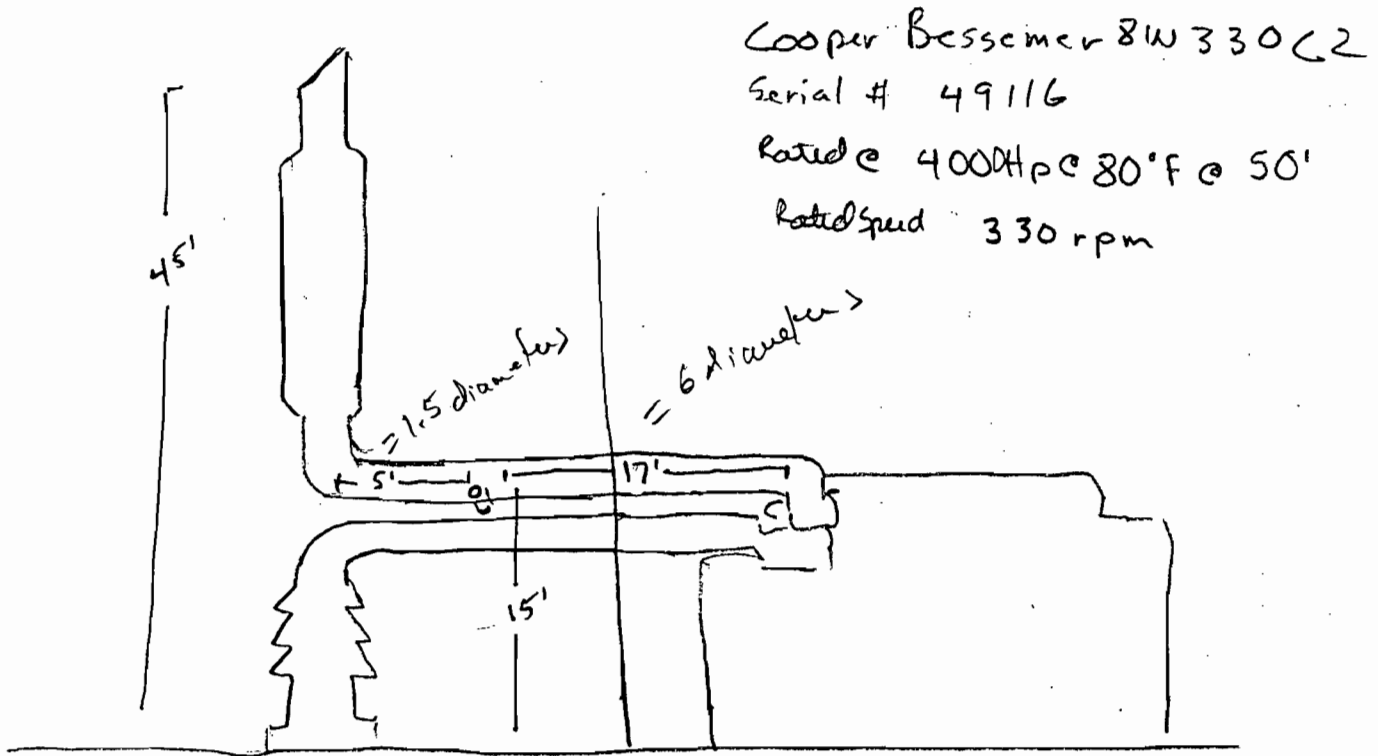 Cooper Bessemer 8W330C2
Serial # 49116
Rated @ 4000Hp @ 80°F @ 50'
Rated Speed 330 rpm
45'
= 1.5 diameters
= 6 diameters
5'
17'
15'